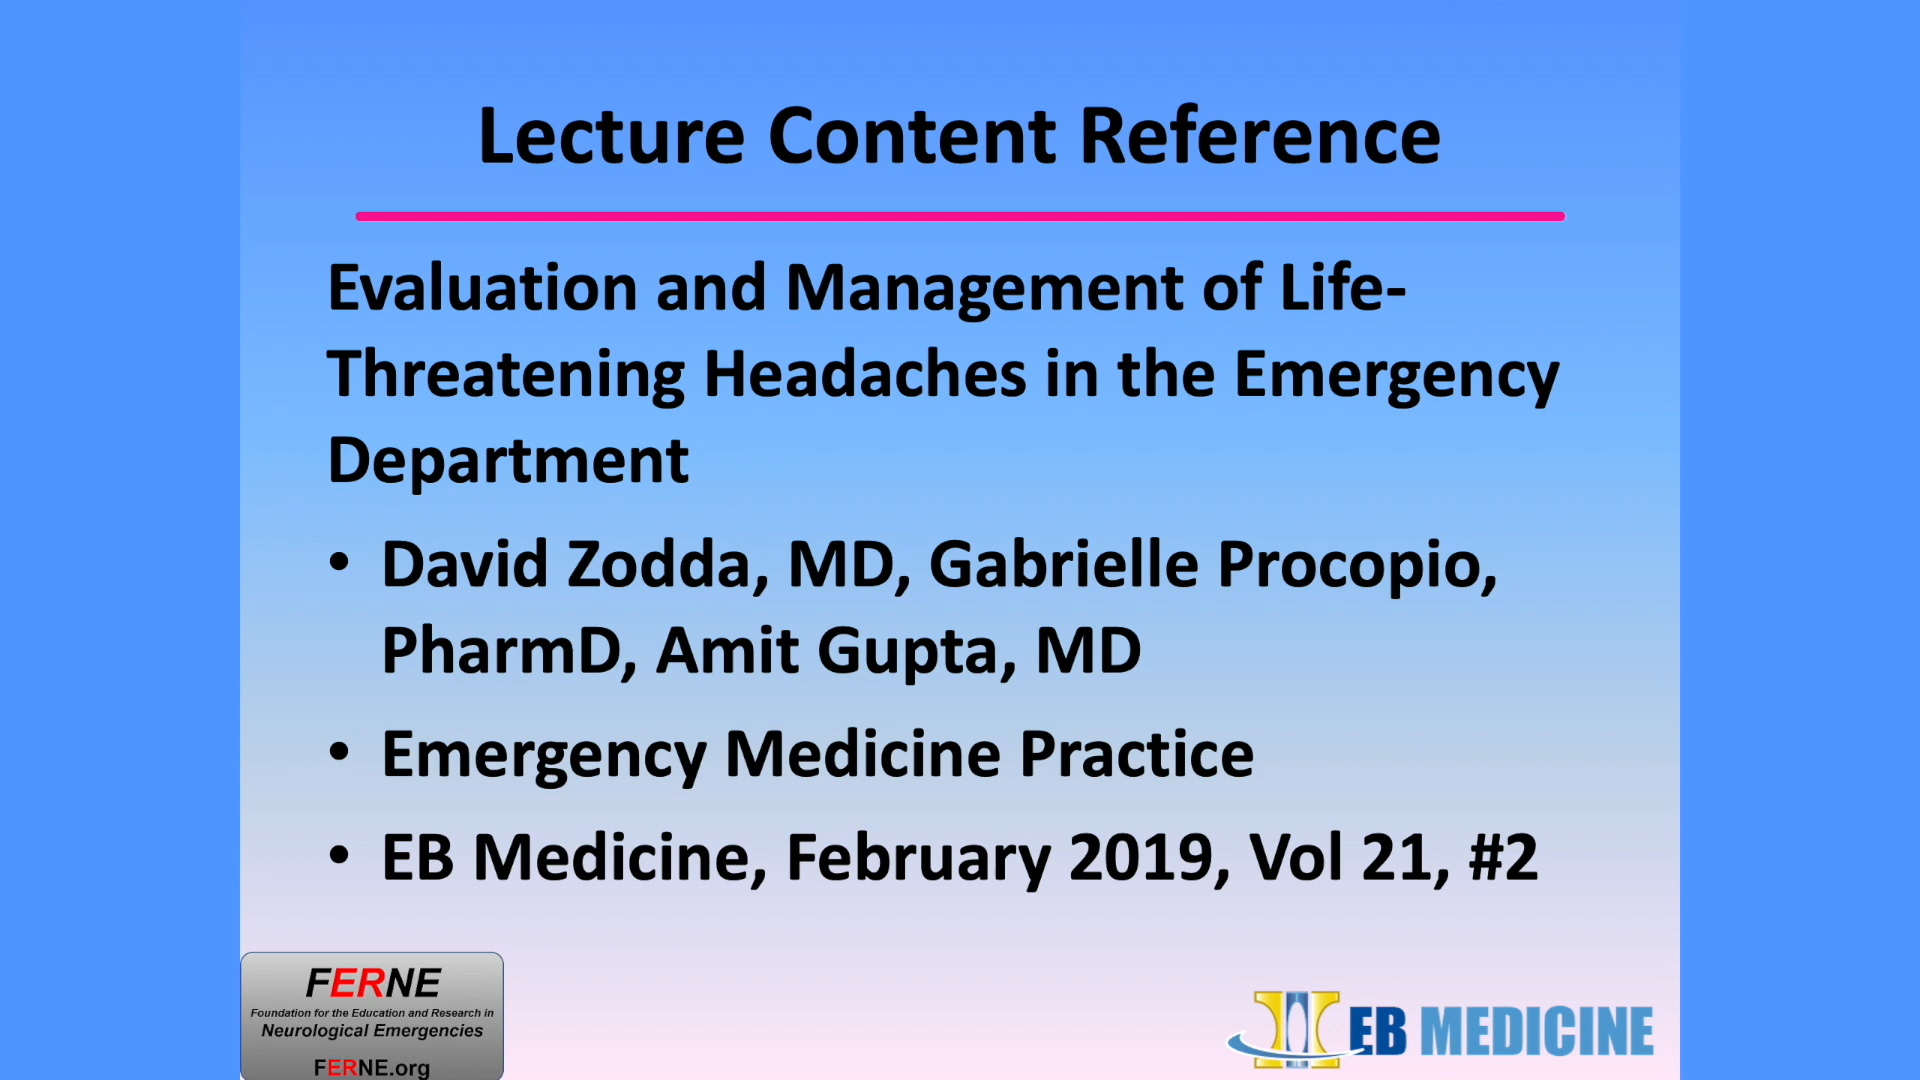 Lecture Content Reference
Evaluation and Management of Life-
Threatening Headaches in the Emergency
Department
• David Zodda, MD, Gabrielle Procopio,
PharmD, Amit Gupta, MD
• Emergency Medicine Practice
• EB Medicine, February 2019, Vol 21, #2
FERNE
Foundation for the Education and Research in
Neurological Emergencies
FERNE.org
EB MEDICINE